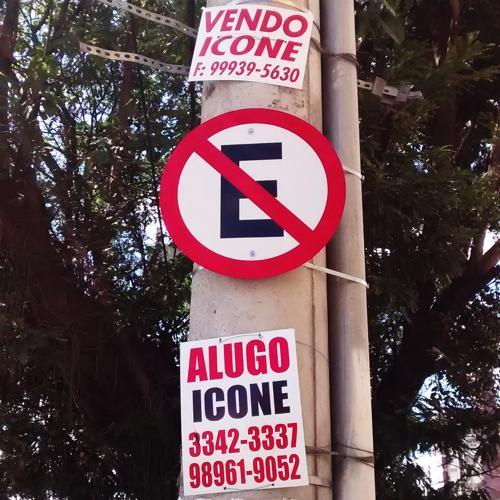 VENDO
ICONE
F: 99939-5630
E
ALUGO
ICONE
3342-3337
98961-9052